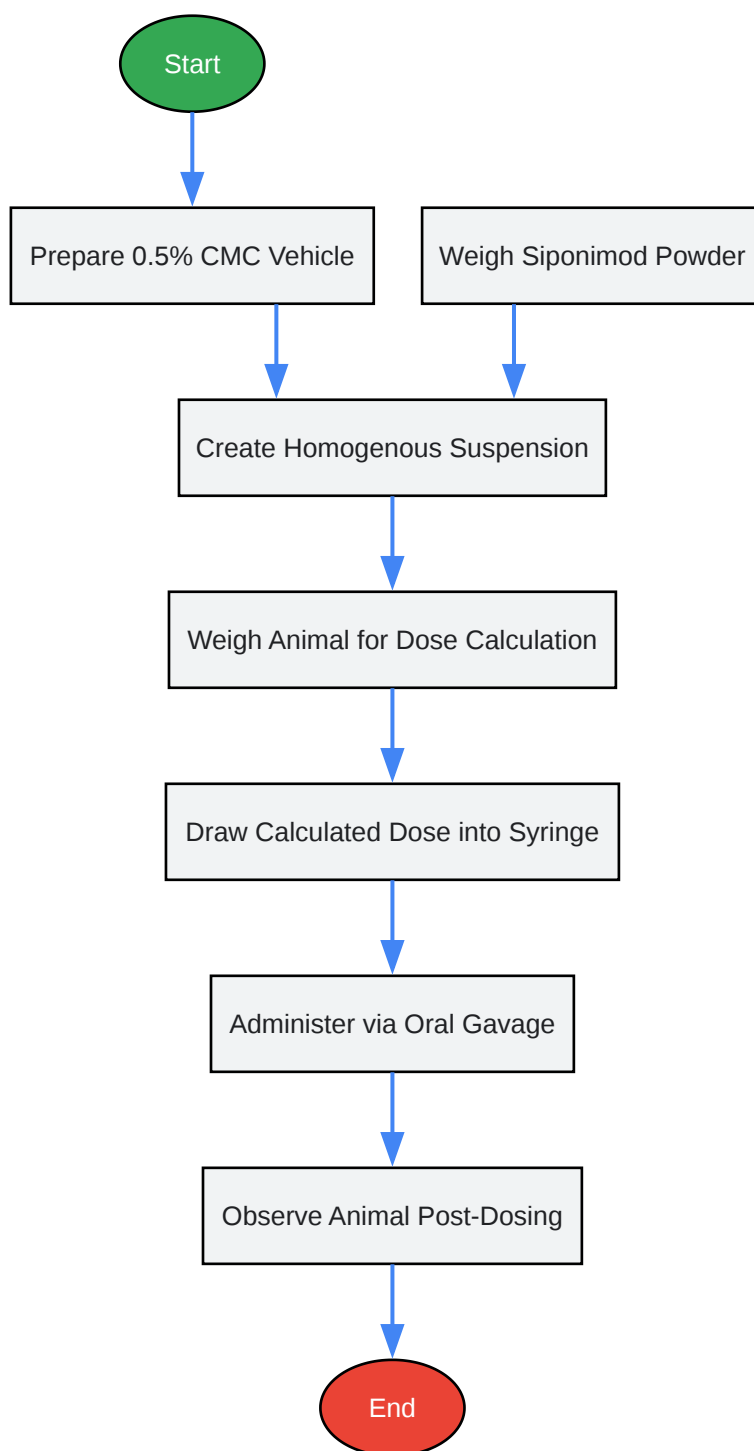 Start
Prepare 0.5% CMC Vehicle
Weigh Siponimod Powder
Create Homogenous Suspension
Weigh Animal for Dose Calculation
Draw Calculated Dose into Syringe
Administer via Oral Gavage
Observe Animal Post-Dosing
End